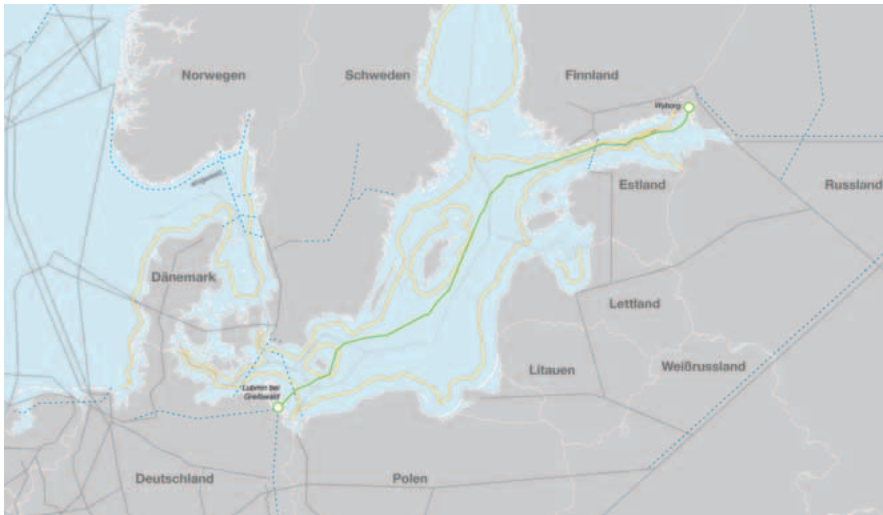 Norwegen
Schweden
Finnland
Wyborg
Estland
Russland
Dänemark
Lettland
Litauen
Weißrussland
Lubmin bei
Greifswald
Deutschland
Polen